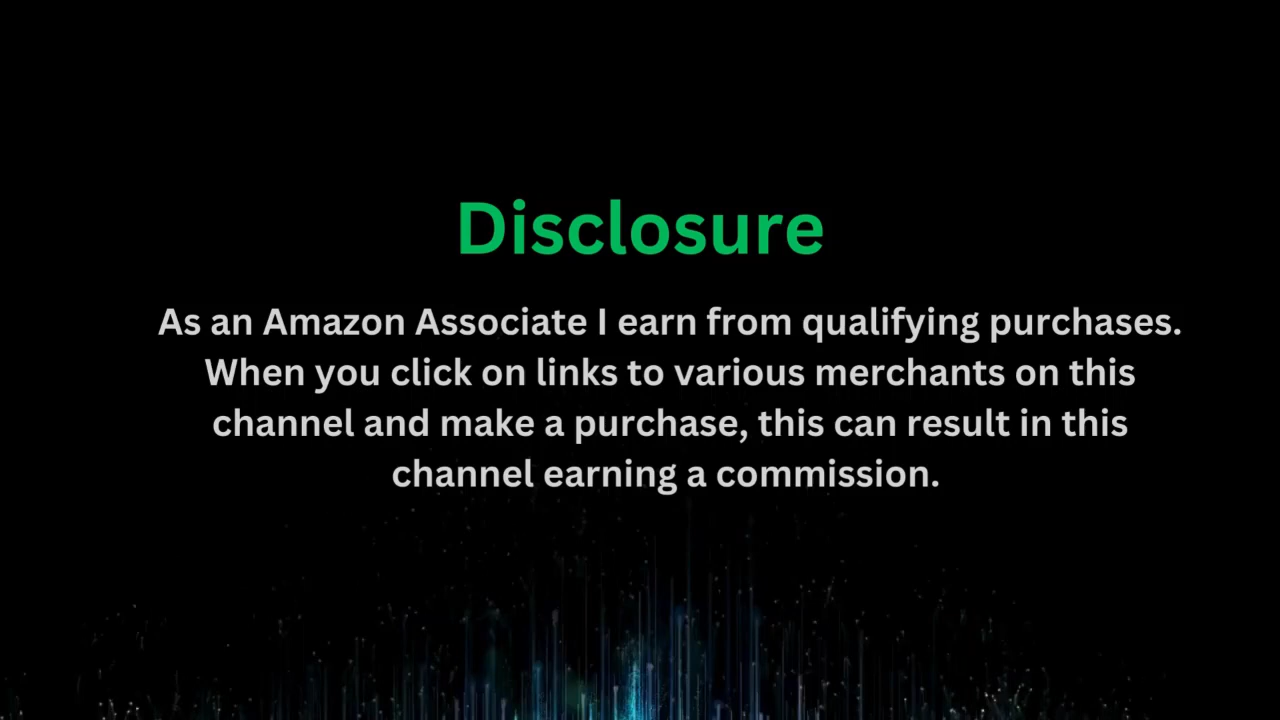 Disclosure
As an Amazon Associate I earn from qualifying purchases.
When you click on links to various merchants on this
channel and make a purchase, this can result in this
channel earning a commission.